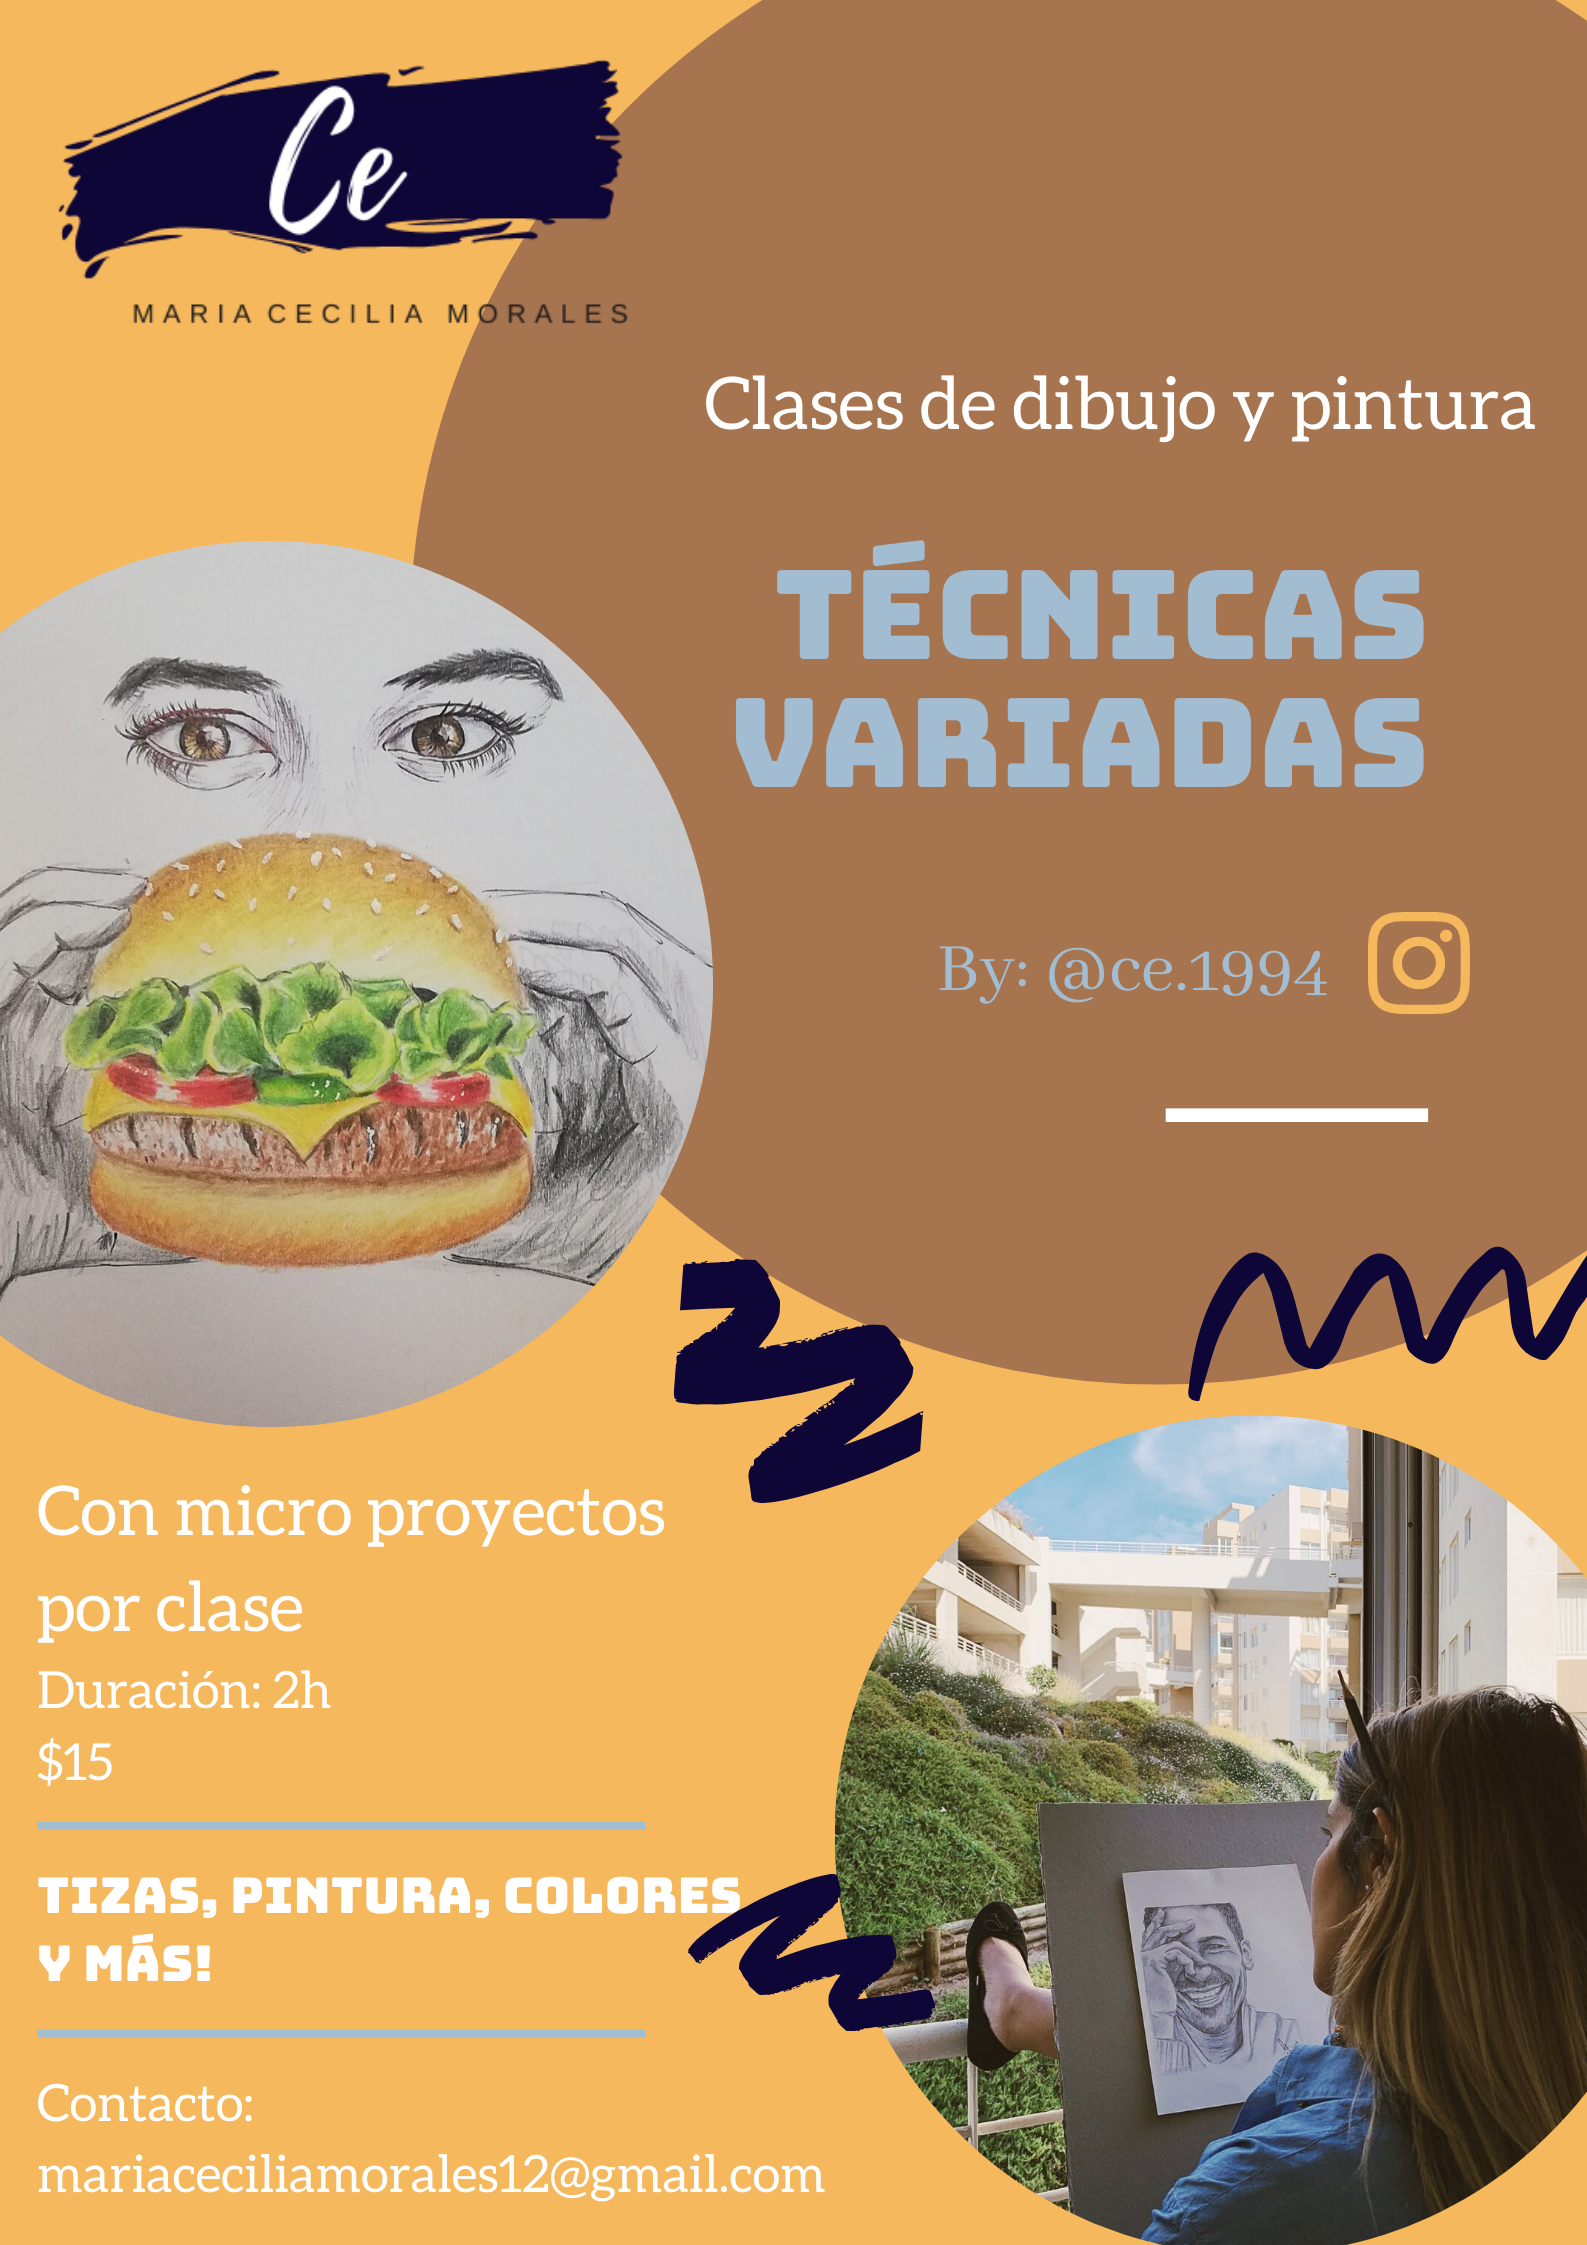 Ce
MARIA CECILIA MORALES
Clases de dibujo y pintura
TÉCNICAS
VARIADAS
By: @ce.1994
Con micro proyectos
por clase
Duración: 2h
$15
TIZAS, PINTURA, COLORES
Y MÁS!
Contacto:
mariaceciliamorales12@gmail.com